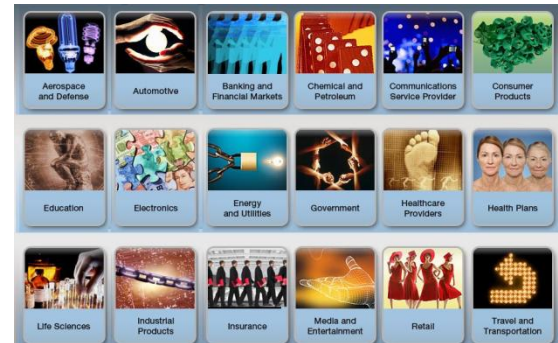 Aerospace
and Defense
Automotive
Banking and
Financial Markets
Chemical and
Petroleum
Communications
Service Provider
Consumer
Products
Education
Electronics
Energy
and Utilities
Government
Healthcare
Providers
Health Plans
Life Sciences
Industrial
Products
Insurance
Media and
Entertainment
Retail
Travel and
Transportation